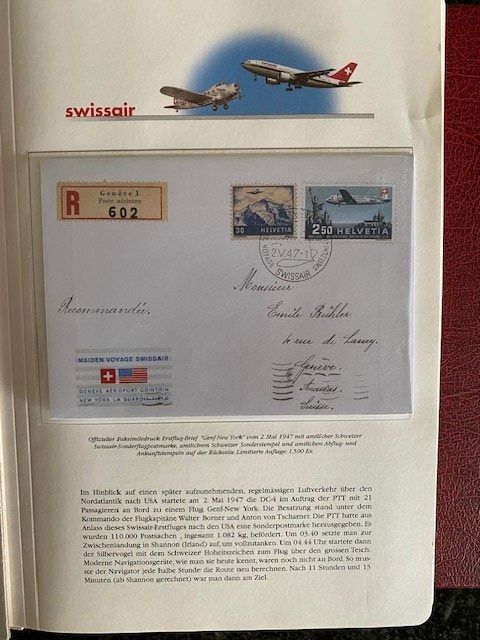 swissair
R
Genève 1
Poste aérienne
602
30 HELVETIA
2.50 HELVETIA
VOYAGE SWISSAIR
2.V.47-17
Monsieur
Recommandée.
Emile Bühler
4 rue de
Genève
Suisse.
MAIDEN VOYAGE SWISSAIR
GENÈVE AÉROPORT COINTRIN
NEW YORK LA GUARDIA
Offizieller Faksimiledruck Erstflug-Brief "Genf-New York" vom 2. Mai 1947 mit amtlicher Schweizer
Swissair-Sonderflugpostmarke, amtlichem Schweizer Sonderstempel und amtlichen Abflug- und
Ankunftstempeln auf der Rückseite. Limitierte Auflage: 1.500 Ex.
Im Hinblick auf einen später aufzunehmenden, regelmässigen Luftverkehr über den
Nordatlantik nach USA startete am 2. Mai 1947 die DC-4 im Auftrag der PTT mit 21
Passagieren an Bord zu einem Flug Genf-New York. Die Besatzung stand unter dem
Kommando der Flugkapitäne Walter Borner und Anton von Tscharner. Die PTT hatte aus
Anlass dieses Swissair-Erstfluges nach den USA eine Sonderpostmarke herausgegeben. Es
wurden 110.000 Postsachen , insgesamt 1.082 kg, befördert. Um 03.40 setzte man zur
Zwischenlandung in Shannon (Irland) auf, um vollzutanken. Um 04.44 Uhr startete dann
der Silbervogel mit dem Schweizer Hoheitszeichen zum Flug über den grossen Teich.
Moderne Navigationsgeräte, wie man sie heute kennt, waren noch nicht an Bord. So muss-
te der Navigator jede halbe Stunde die Route neu berechnen. Nach 11 Stunden und 13
Minuten (ab Shannon gerechnet) war man dann am Ziel.